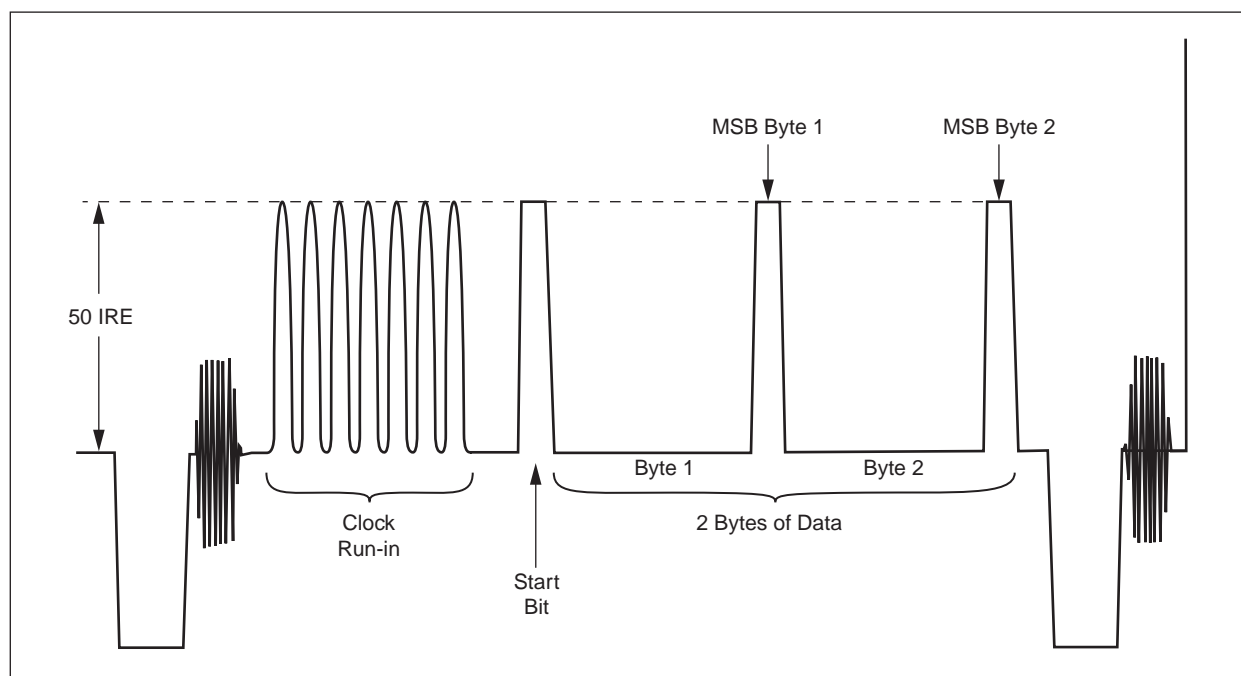 MSB Byte 1
MSB Byte 2
50 IRE
Byte 1
Byte 2
Clock
Run-in
2 Bytes of Data
Start
Bit